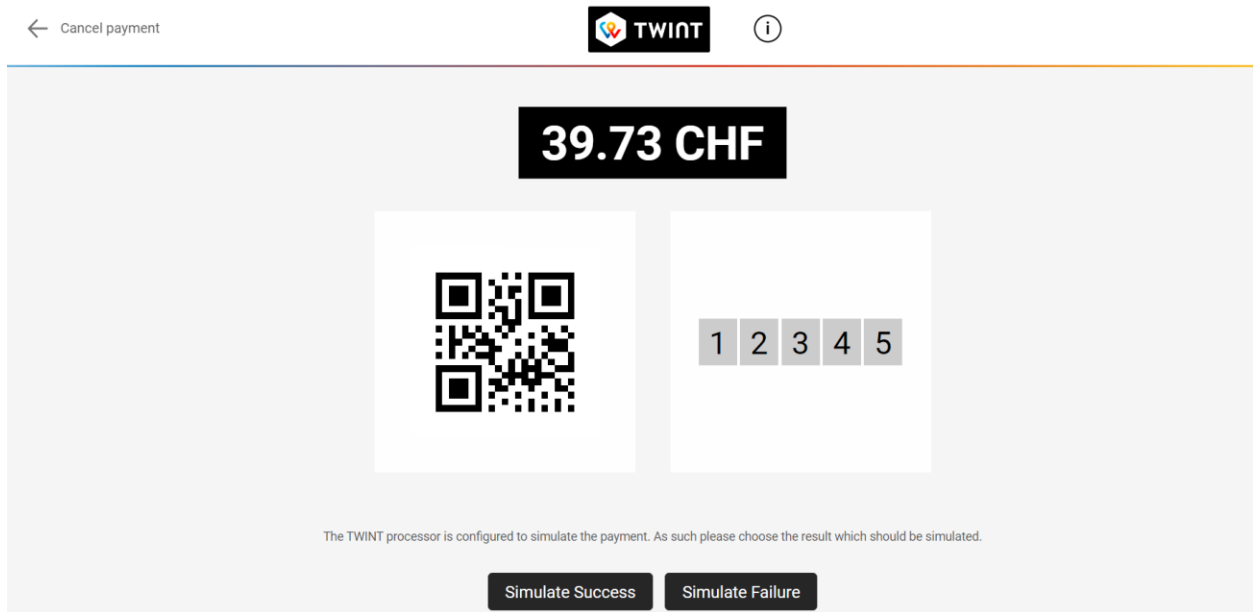 Cancel payment
TWINT
i
39.73 CHF
1 2 3 4 5
The TWINT processor is configured to simulate the payment. As such please choose the result which should be simulated.
Simulate Success
Simulate Failure